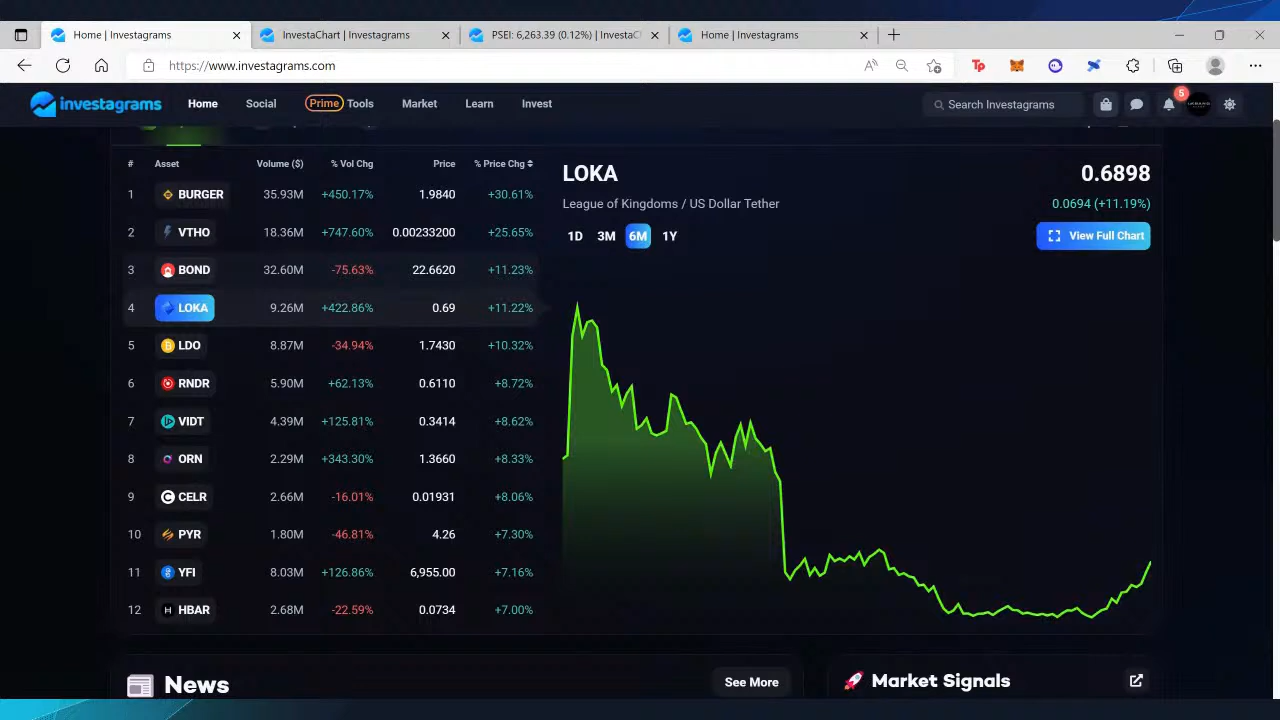 Home | Investagrams
InvestaChart | Investagrams
PSEI: 6,263.39 (0.12%) | InvestaC
Home | Investagrams
https://www.investagrams.com
investagrams
Home
Social
Prime Tools
Market
Learn
Invest
Search Investagrams
5
# Asset Volume ($) % Vol Chg Price % Price Chg
1 BURGER 35.93M +450.17% 1.9840 +30.61%
2 VTHO 18.36M +747.60% 0.00233200 +25.65%
3 BOND 32.60M -75.63% 22.6620 +11.23%
4 LOKA 9.26M +422.86% 0.69 +11.22%
5 LDO 8.87M -34.94% 1.7430 +10.32%
6 RNDR 5.90M +62.13% 0.6110 +8.72%
7 VIDT 4.39M +125.81% 0.3414 +8.62%
8 ORN 2.29M +343.30% 1.3660 +8.33%
9 CELR 2.66M -16.01% 0.01931 +8.06%
10 PYR 1.80M -46.81% 4.26 +7.30%
11 YFI 8.03M +126.86% 6,955.00 +7.16%
12 HBAR 2.68M -22.59% 0.0734 +7.00%
LOKA 0.6898
League of Kingdoms / US Dollar Tether 0.0694 (+11.19%)
1D 3M 6M 1Y View Full Chart
News
See More
Market Signals